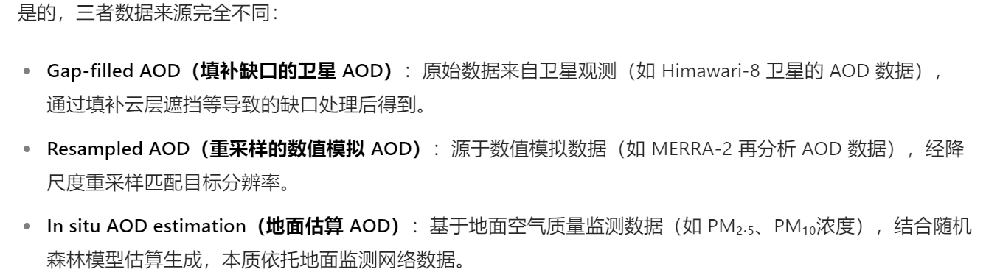 是的，三者数据来源完全不同：
• Gap-filled AOD（填补缺口的卫星 AOD）：原始数据来自卫星观测（如 Himawari-8 卫星的 AOD 数据），
通过填补云层遮挡等导致的缺口处理后得到。
• Resampled AOD（重采样的数值模拟 AOD）：源于数值模拟数据（如 MERRA-2 再分析 AOD 数据），经降
尺度重采样匹配目标分辨率。
• In situ AOD estimation（地面估算 AOD）：基于地面空气质量监测数据（如 PM₂.₅、PM₁₀浓度），结合随机
森林模型估算生成，本质依托地面监测网络数据。